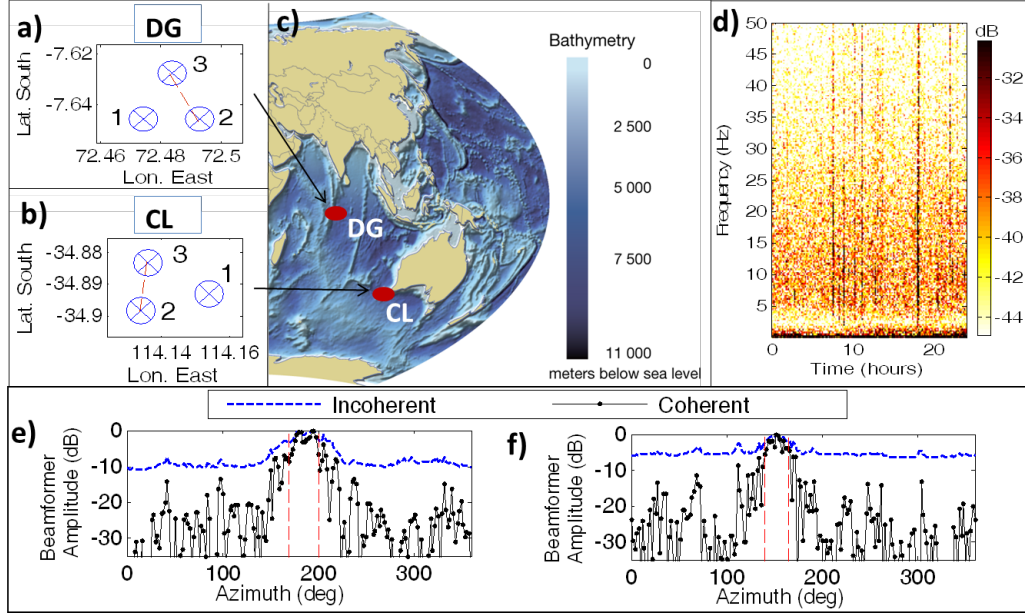 a)
DG
-7.62
-7.64
Lat. South
3
1
2
72.46
72.48
72.5
Lon. East
b)
CL
-34.88
-34.89
-34.9
Lat. South
3
1
2
114.14
114.16
Lon. East
c)
DG
CL
Bathymetry
0
2 500
5 000
7 500
11 000
meters below sea level
d)
dB
50
45
40
35
30
25
20
15
10
5
Frequency (Hz)
0
10
20
Time (hours)
-32
-34
-36
-38
-40
-42
-44
Incoherent
Coherent
e)
0
-10
-20
-30
Beamformer
Amplitude (dB)
0
100
200
300
Azimuth (deg)
f)
0
-10
-20
-30
Beamformer
Amplitude (dB)
0
100
200
300
Azimuth (deg)